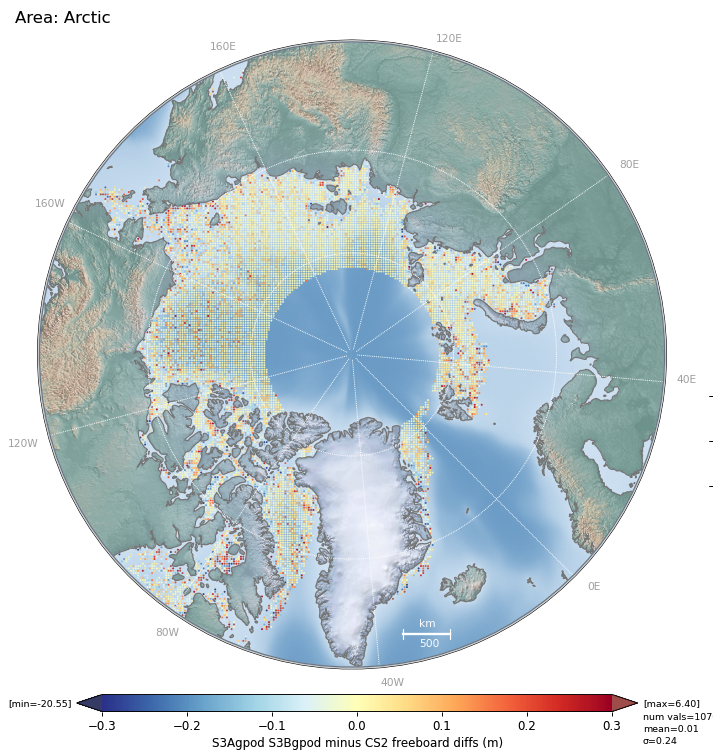 Area: Arctic
160E
120E
160W
80E
40E
120W
0E
80W
km
500
40W
[min=-20.55]
[max=6.40]
num vals=107
mean=0.01
σ=0.24
−0.3
−0.2
−0.1
0.0
0.1
0.2
0.3
S3Agpod S3Bgpod minus CS2 freeboard diffs (m)